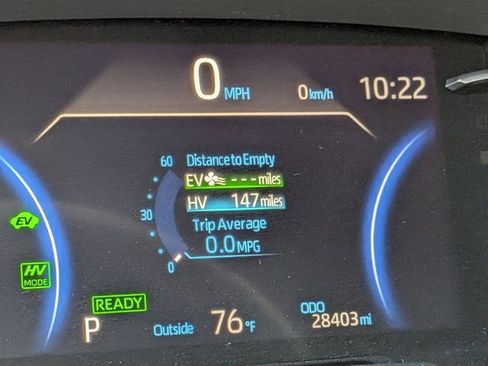 0 MPH 0 km/h 10:22
60 Distance to Empty
EV --- miles
30 HV 147 miles
Trip Average
0.0 MPG
0
EV
HV
MODE
READY
P Outside 76 °F ODO
28403 mi